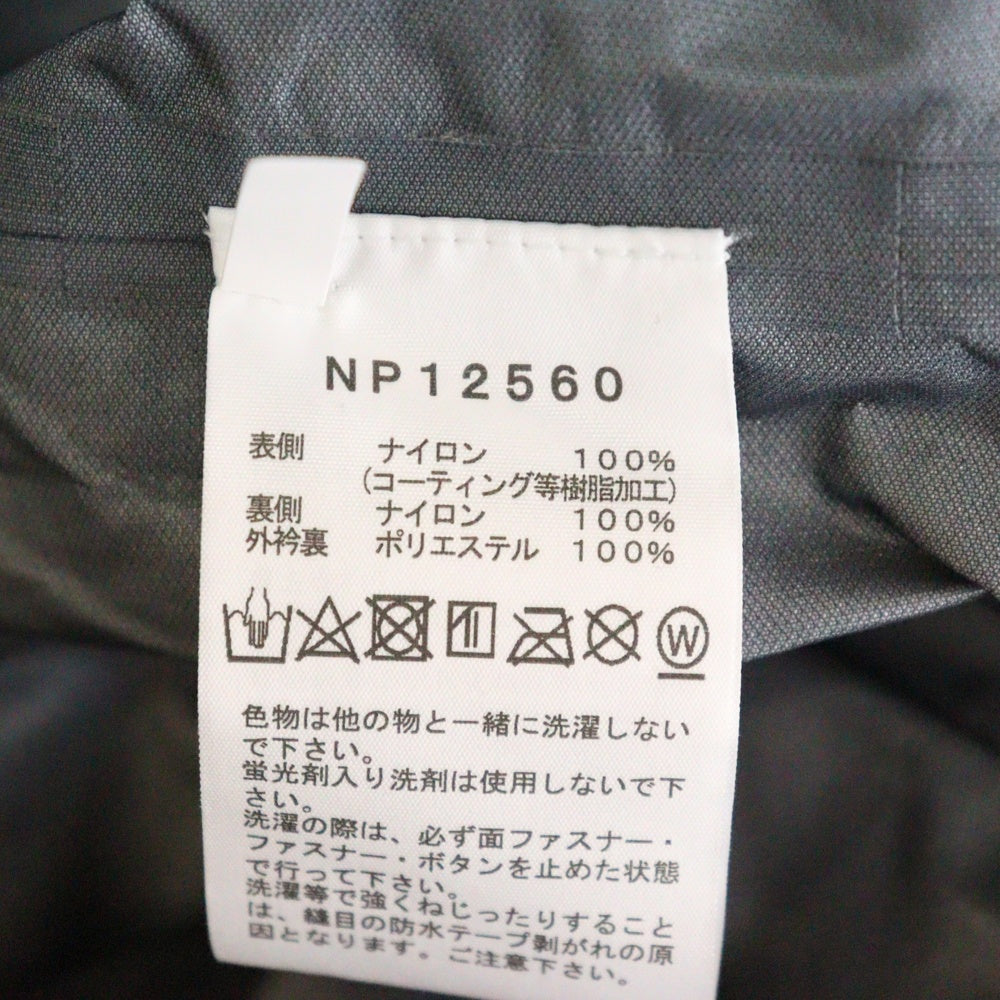 NP12560
表側 ナイロン 100%
(コーティング等樹脂加工)
裏側 ナイロン 100%
外衿裏 ポリエステル 100%
W
色物は他の物と一緒に洗濯しない
で下さい。
蛍光剤入り洗剤は使用しないで下
さい。
洗濯の際は、必ず面ファスナー・
ファスナー・ボタンを止めた状態
で行って下さい。
洗濯等で強くねじったりすること
は、縫目の防水テープ剥がれの原
因となります。ご注意下さい。